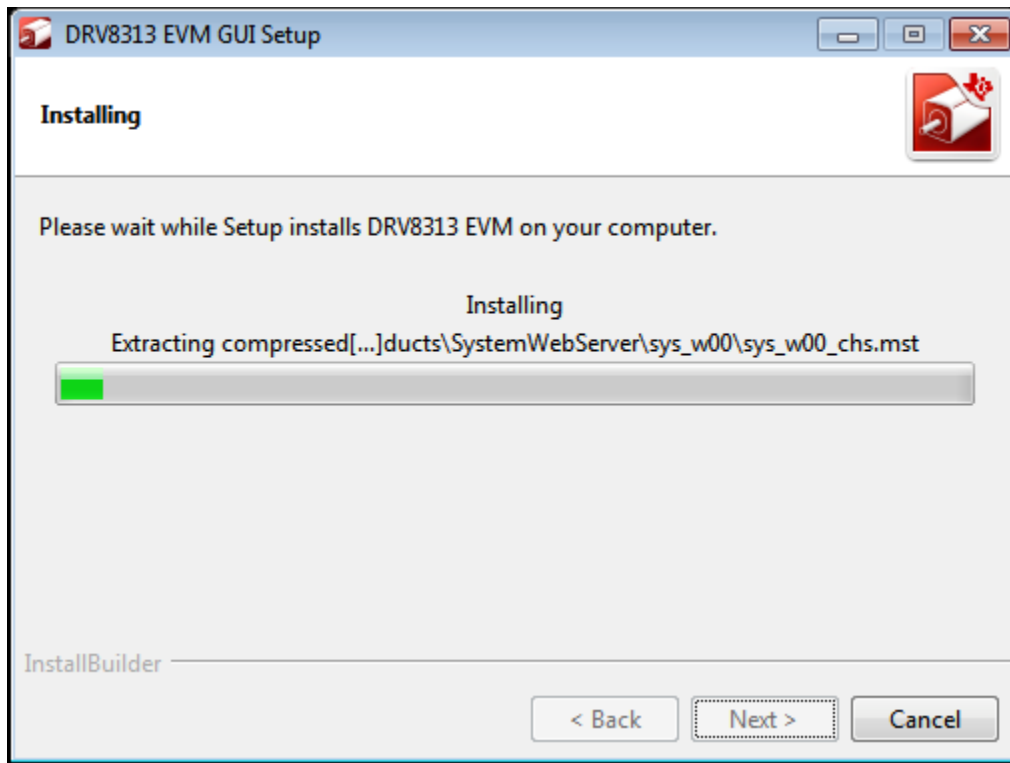 DRV8313 EVM GUI Setup
Installing
Please wait while Setup installs DRV8313 EVM on your computer.
Installing
Extracting compressed[...]ducts\SystemWebServer\sys_w00\sys_w00_chs.mst
InstallBuilder
< Back Next > Cancel